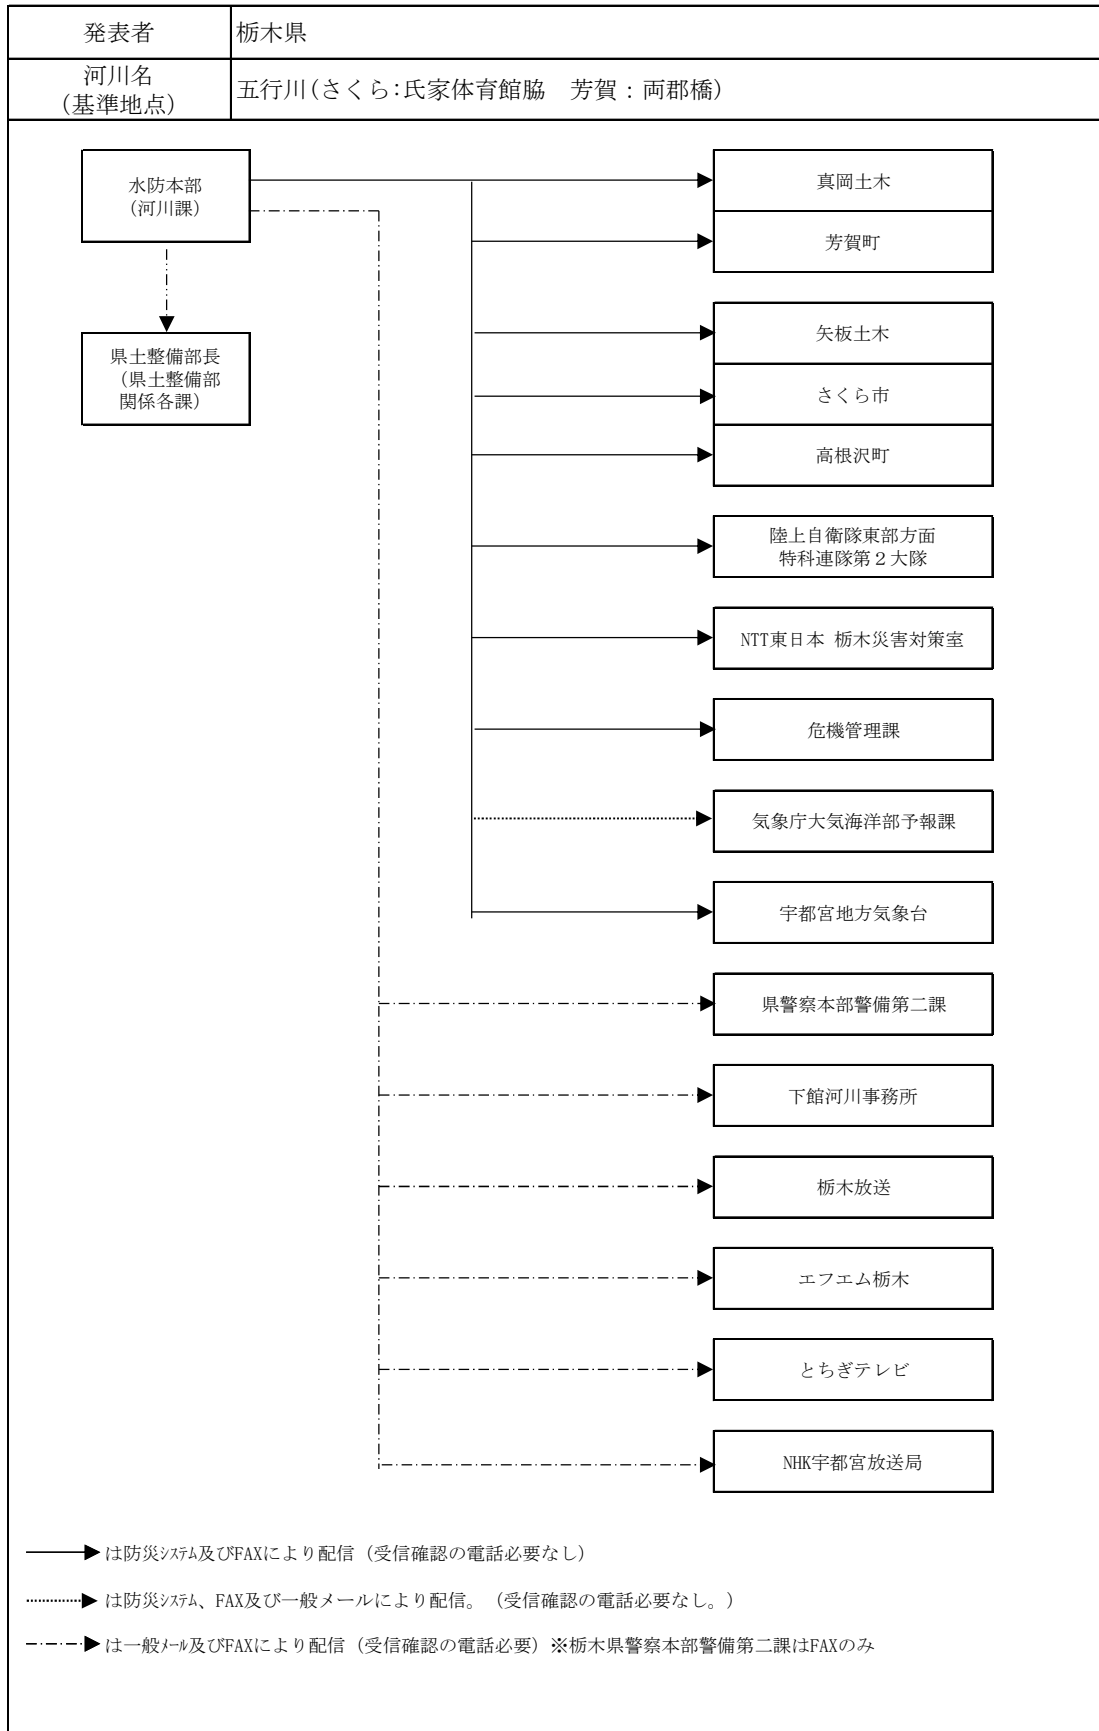 発表者
栃木県
河川名
(基準地点)
五行川(さくら:氏家体育館脇　芳賀：両郡橋)
水防本部
(河川課)
県土整備部長
（県土整備部
関係各課）
真岡土木
芳賀町
矢板土木
さくら市
高根沢町
陸上自衛隊東部方面
特科連隊第２大隊
NTT東日本 栃木災害対策室
危機管理課
気象庁大気海洋部予報課
宇都宮地方気象台
県警察本部警備第二課
下館河川事務所
栃木放送
エフエム栃木
とちぎテレビ
NHK宇都宮放送局
は防災ｼｽﾃﾑ及びFAXにより配信（受信確認の電話必要なし）
は防災ｼｽﾃﾑ、FAX及び一般メールにより配信。（受信確認の電話必要なし。）
は一般ﾒｰﾙ及びFAXにより配信（受信確認の電話必要）※栃木県警察本部警備第二課はFAXのみ